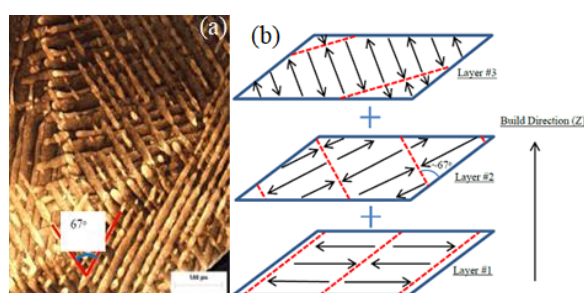 (a)
67°
(b)
Layer #3
+
Build Direction (Z)
~67°
Layer #2
+
Layer #1